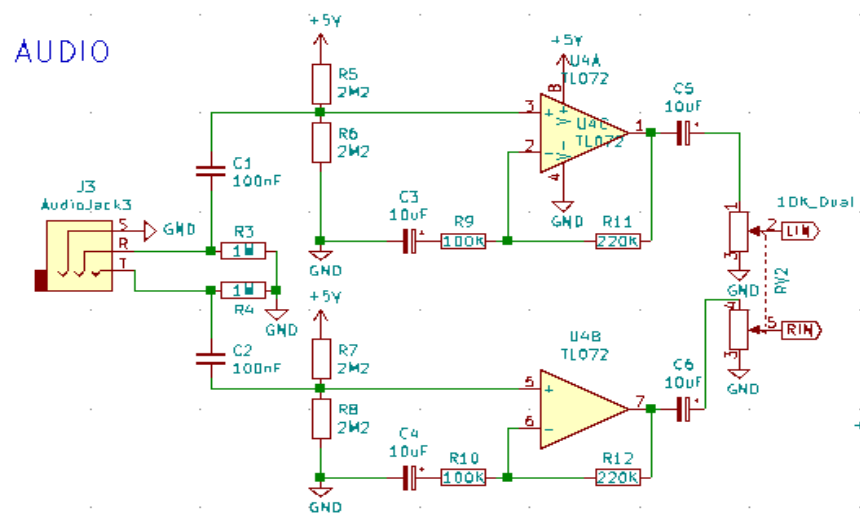 AUDIO
+5V
R5
2M2
R6
2M2
C1
100nF
J3
AudioJack3
S
R
T
GND
R3
1M
R4
1M
GND
C3
10uF
R9
100K
GND
+5V
U4A
TL072
8
3
2
1
+
-
U4C
TL072
V+
V-
4
GND
R11
220K
C5
10uF
10K_Dual
1
2
3
LIN
GND
RV2
4
5
3
RIN
GND
C2
100nF
+5V
R7
2M2
R8
2M2
C4
10uF
R10
100K
GND
U4B
TL072
5
6
7
+
-
R12
220K
C6
10uF